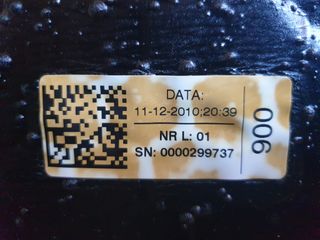 DATA:
11-12-2010;20:39
NR L: 01
SN: 0000299737
900